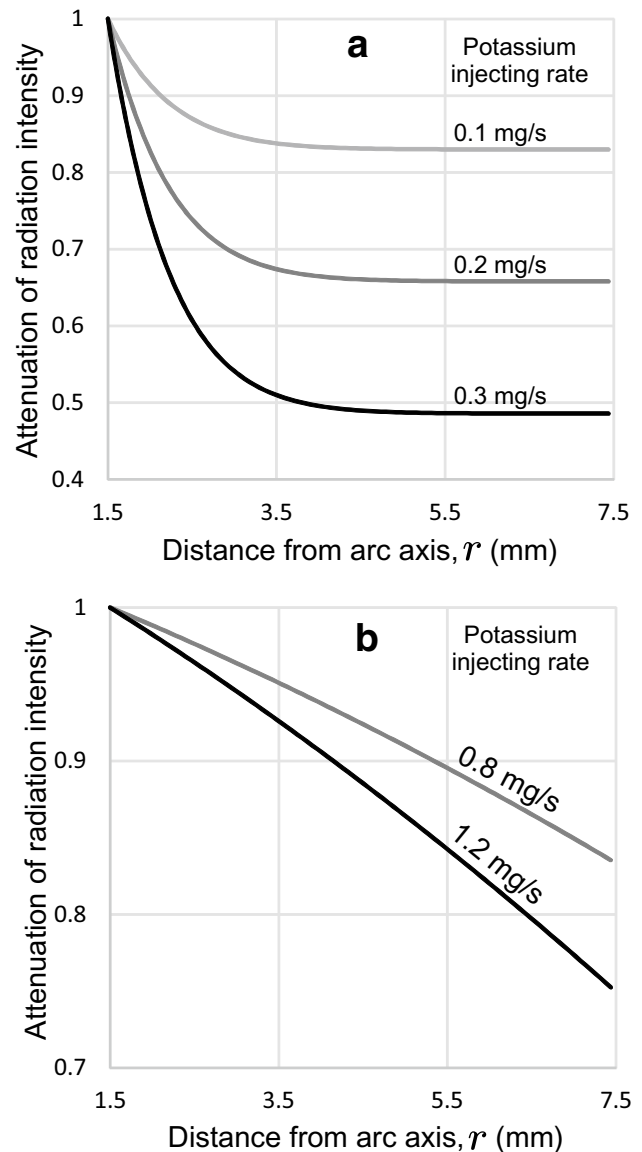 a
Potassium
injecting rate
1
0.9
0.8
0.7
0.6
0.5
0.4
Attenuation of radiation intensity
0.1 mg/s
0.2 mg/s
0.3 mg/s
1.5
3.5
5.5
7.5
Distance from arc axis, r (mm)
b
Potassium
injecting rate
1
0.9
0.8
0.7
Attenuation of radiation intensity
0.8 mg/s
1.2 mg/s
1.5
3.5
5.5
7.5
Distance from arc axis, r (mm)